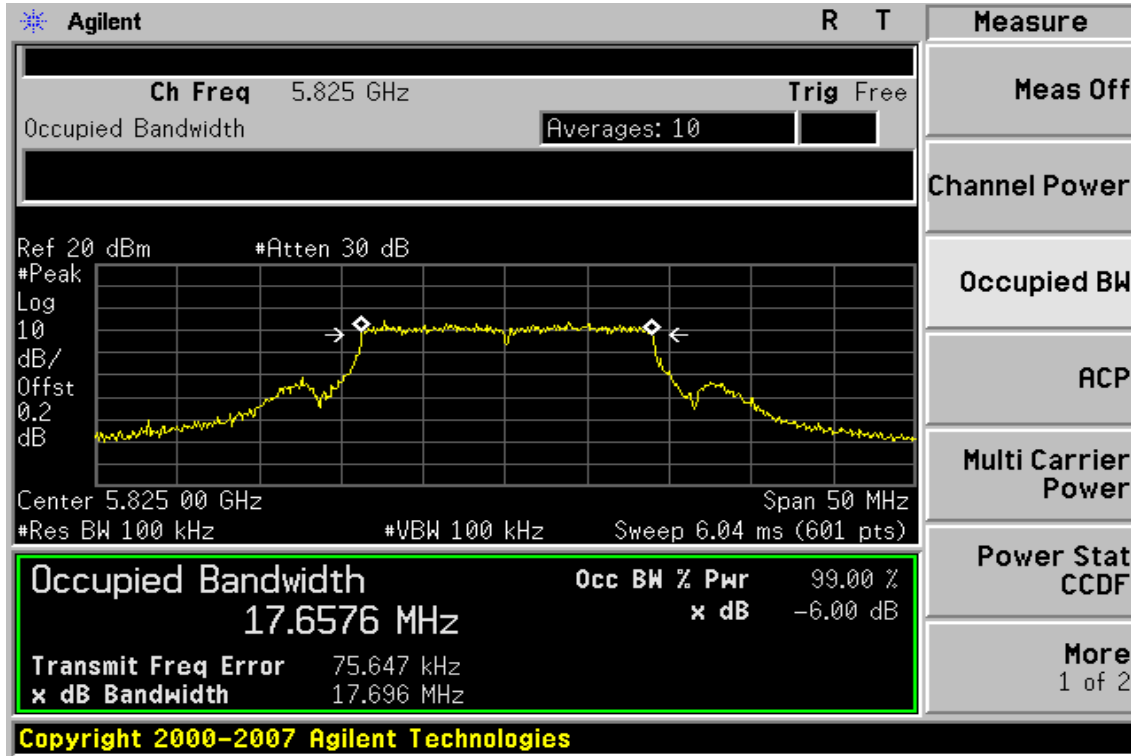 Agilent R T Measure
Ch Freq 5.825 GHz Trig Free
Occupied Bandwidth Averages: 10
Meas Off
Channel Power
Occupied BW
ACP
Multi Carrier
Power
Power Stat
CCDF
More
1 of 2
Ref 20 dBm #Atten 30 dB
#Peak
Log
10
dB/
Offst
0.2
dB
Center 5.825 00 GHz Span 50 MHz
#Res BW 100 kHz #VBW 100 kHz Sweep 6.04 ms (601 pts)
Occupied Bandwidth
17.6576 MHz
Occ BW % Pwr 99.00 %
x dB -6.00 dB
Transmit Freq Error 75.647 kHz
x dB Bandwidth 17.696 MHz
Copyright 2000-2007 Agilent Technologies